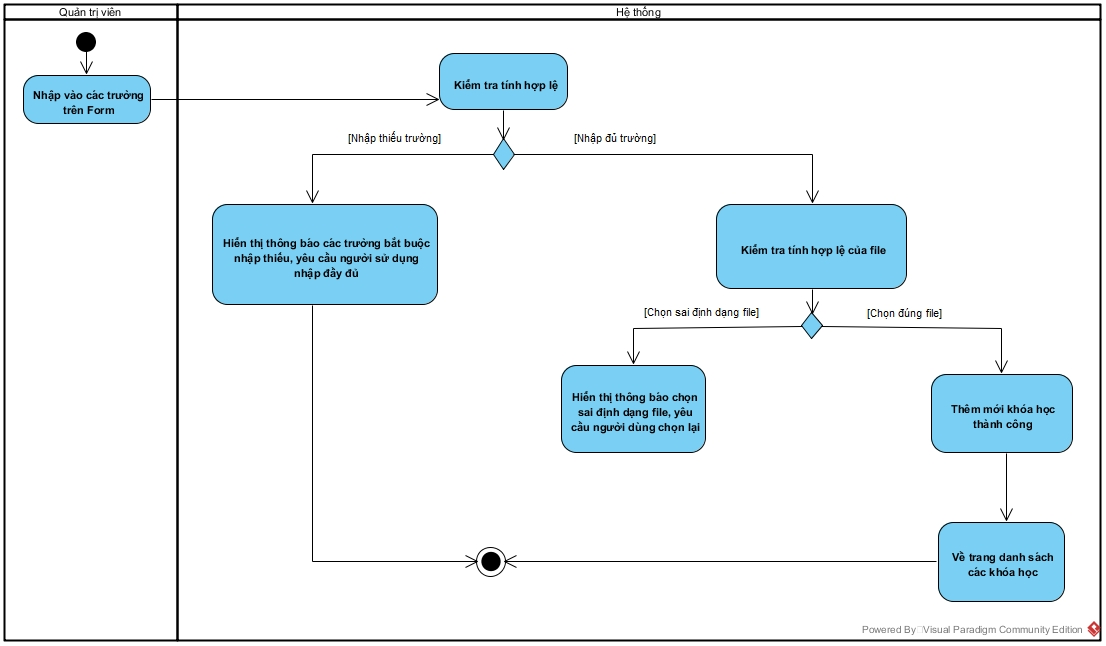 Quản trị viên
Hệ thống
Nhập vào các trưởng
trên Form
Kiểm tra tính hợp lệ
[Nhập thiếu trường]
[Nhập đủ trường]
Hiển thị thông báo các trưởng bắt buộc
nhập thiếu, yêu cầu người sử dụng
nhập đầy đủ
Kiểm tra tính hợp lệ của file
[Chọn sai định dạng file]
[Chọn đúng file]
Hiển thị thông báo chọn
sai định dạng file, yêu
cầu người dùng chọn lại
Thêm mới khóa học
thành công
Về trang danh sách
các khóa học
Powered By Visual Paradigm Community Edition